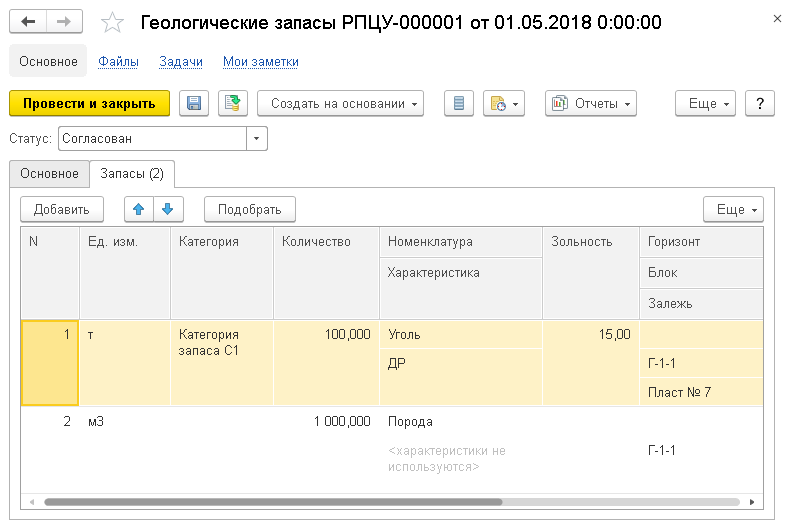 Геологические запасы РПЦУ-000001 от 01.05.2018 0:00:00
Основное Файлы Задачи Мои заметки
Провести и закрыть Создать на основании Отчеты Еще ?
Статус: Согласован
Основное Запасы (2)
Добавить Подобрать Еще
N Ед. изм. Категория Количество Номенклатура Зольность Горизонт
Характеристика Блок
Залежь
1 т Категория 100,000 Уголь 15,00
запаса С1
ДР Г-1-1
Пласт № 7
2 м3 1 000,000 Порода
<характеристики не Г-1-1
используются>